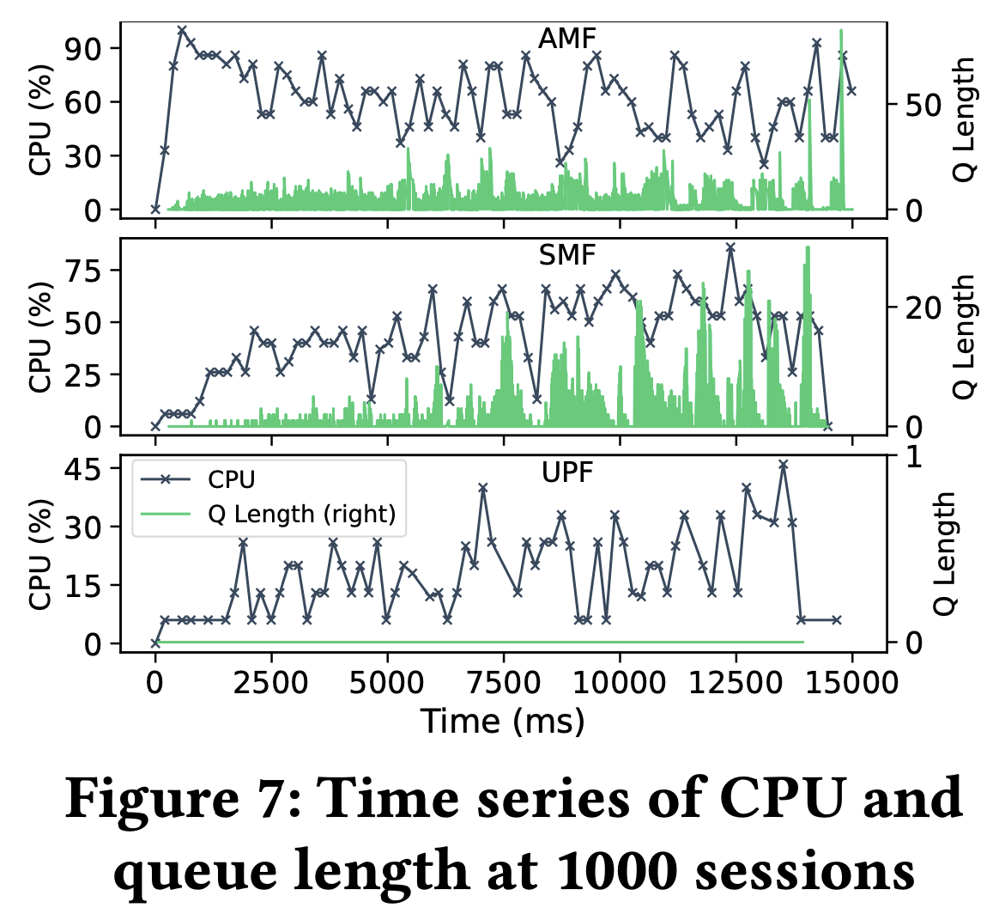 AMF
CPU (%)
90
60
30
0
50
0
Q Length
SMF
CPU (%)
75
50
25
0
20
0
Q Length
UPF
CPU (%)
45
30
15
0
1
0
Q Length
CPU
Q Length (right)
0 2500 5000 7500 10000 12500 15000
Time (ms)
Figure 7: Time series of CPU and
queue length at 1000 sessions